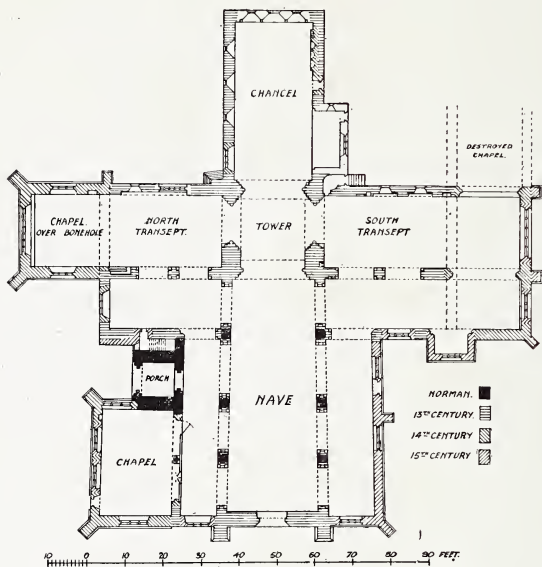 CHANCEL
DESTROYED
CHAPEL.
CHAPEL.
OVER BONEHOLE
NORTH
TRANSEPT.
TOWER
SOUTH
TRANSEPT
PORCH
NAVE
CHAPEL
NORMAN.
13TH CENTURY.
14TH CENTURY
15TH CENTURY
10 0 10 20 30 40 50 60 70 80 90 FEET.